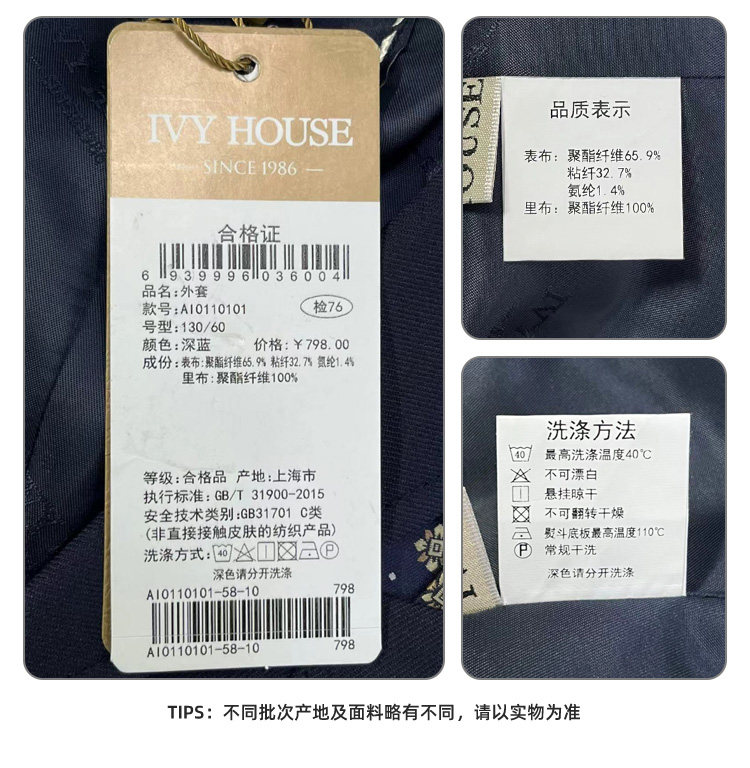 IVY HOUSE
SINCE 1986
合格证
6 939996 036004
品名:外套
款号:AI0110101
检76
号型:130/60
颜色:深蓝 价格:￥798.00
成份:表布:聚酯纤维65.9% 粘纤32.7% 氨纶1.4%
里布:聚酯纤维100%
等级:合格品 产地:上海市
执行标准:GB/T 31900-2015
安全技术类别:GB31701 C类
(非直接接触皮肤的纺织产品)
洗涤方式: 40 P
深色请分开洗涤
AI0110101-58-10 798
AI0110101-58-10 798
OUSE
品质表示
表布: 聚酯纤维65.9%
粘纤32.7%
氨纶1.4%
里布: 聚酯纤维100%
洗涤方法
40 最高洗涤温度40℃
不可漂白
悬挂晾干
不可翻转干燥
熨斗底板最高温度110℃
P 常规干洗
深色请分开洗涤
TIPS：不同批次产地及面料略有不同，请以实物为准